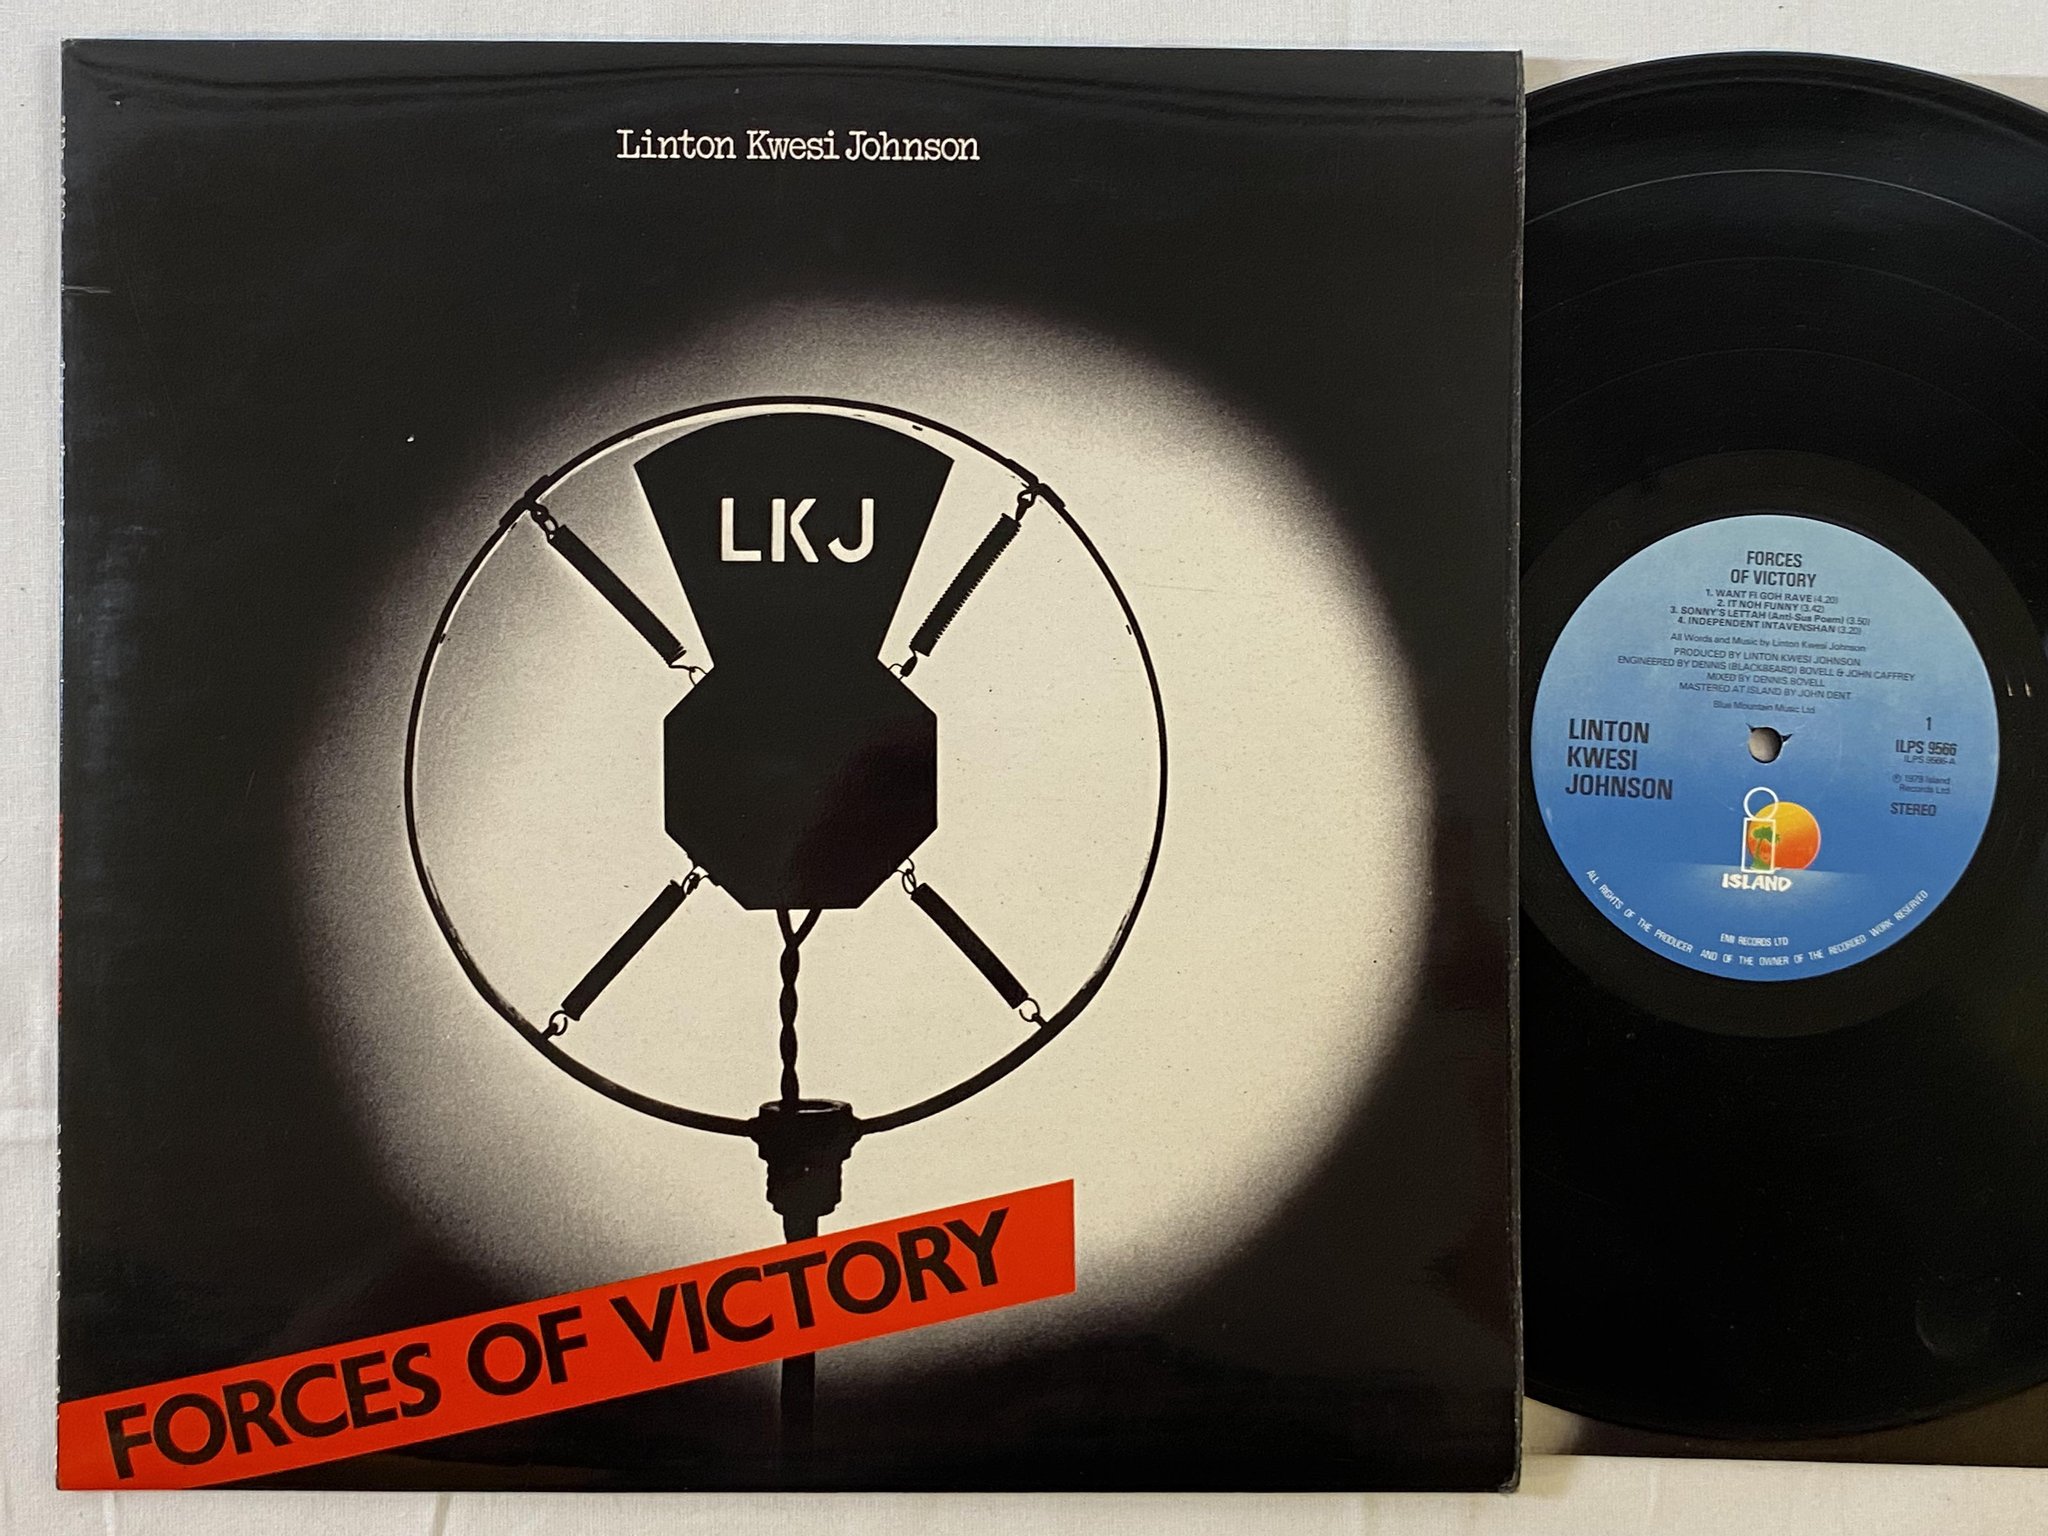 Linton Kwesi Johnson
LKJ
FORCES OF VICTORY
FORCES
OF VICTORY
1. WANT FI GOH RAVE (4.20)
2. IT NOH FUNNY (3.42)
3. SONNY'S LETTAH (Anti-Sus Poem) (3.50)
4. INDEPENDENT INTAVENSHAN (3.20)
All Words and Music by Linton Kwesi Johnson
PRODUCED BY LINTON KWESI JOHNSON
ENGINEERED BY DENNIS (BLACKBEARD) BOVELL & JOHN CAFFREY
MIXED BY DENNIS BOVELL
MASTERED AT ISLAND BY JOHN DENT
Blue Mountain Music Ltd
LINTON
KWESI
JOHNSON
1
ILPS 9566
ILPS 9566-A
℗ 1979 Island
Records Ltd
STEREO
ISLAND
EMI RECORDS LTD
ALL RIGHTS OF THE PRODUCER AND OF THE OWNER OF THE RECORDED WORK RESERVED